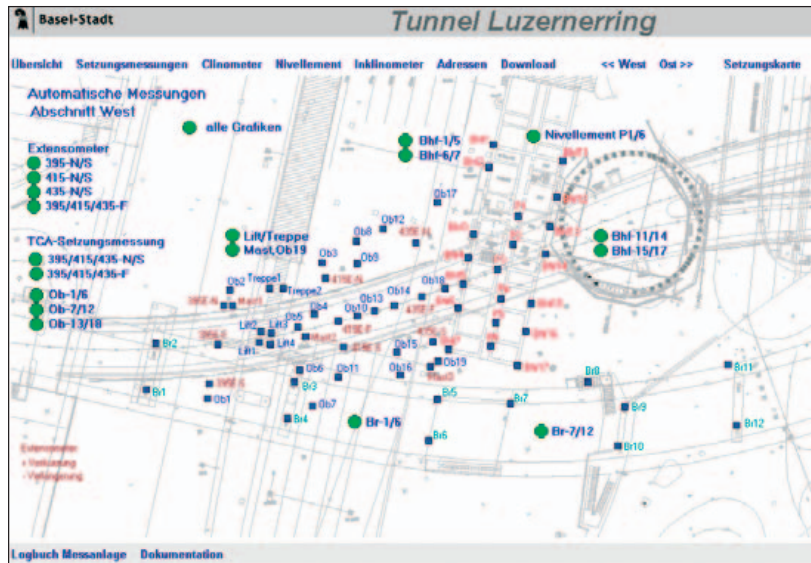 Basel-Stadt
Tunnel Luzernerring
Übersicht Setzungsmessungen Clinometer Nivellement Inklinometer Adressen Download << West Ost >> Setzungskarte
Automatische Messungen
Abschnitt West
alle Grafiken
Bhf-1/5
Bhf-6/7
Nivellement P1/6
Extensometer
395-N/S
415-N/S
435-N/S
395/415/435-F
Lift/Treppe
Mast,Ob19
Bhf-11/14
Bhf-15/17
TCA-Setzungsmessung
395/415/435-N/S
395/415/435-F
Ob-1/6
Ob-7/12
Ob-13/18
Ob17
Ob12
Ob8
Ob3
Ob9
Ob2
Treppe1
Treppe2
Ob18
Ob14
Ob13
Ob10
Ob4
Ob5
Lift2
Lift3
Lift1
Lift4
Ob15
Ob19
Ob16
Ob6
Ob11
Ob1
Ob7
Br2
Br1
Br3
Br4
Br5
Br6
Br7
Br8
Br9
Br10
Br11
Br12
Br-1/6
Br-7/12
Extensometer
+ Verkürzung
- Verlängerung
Logbuch Messanlage Dokumentation